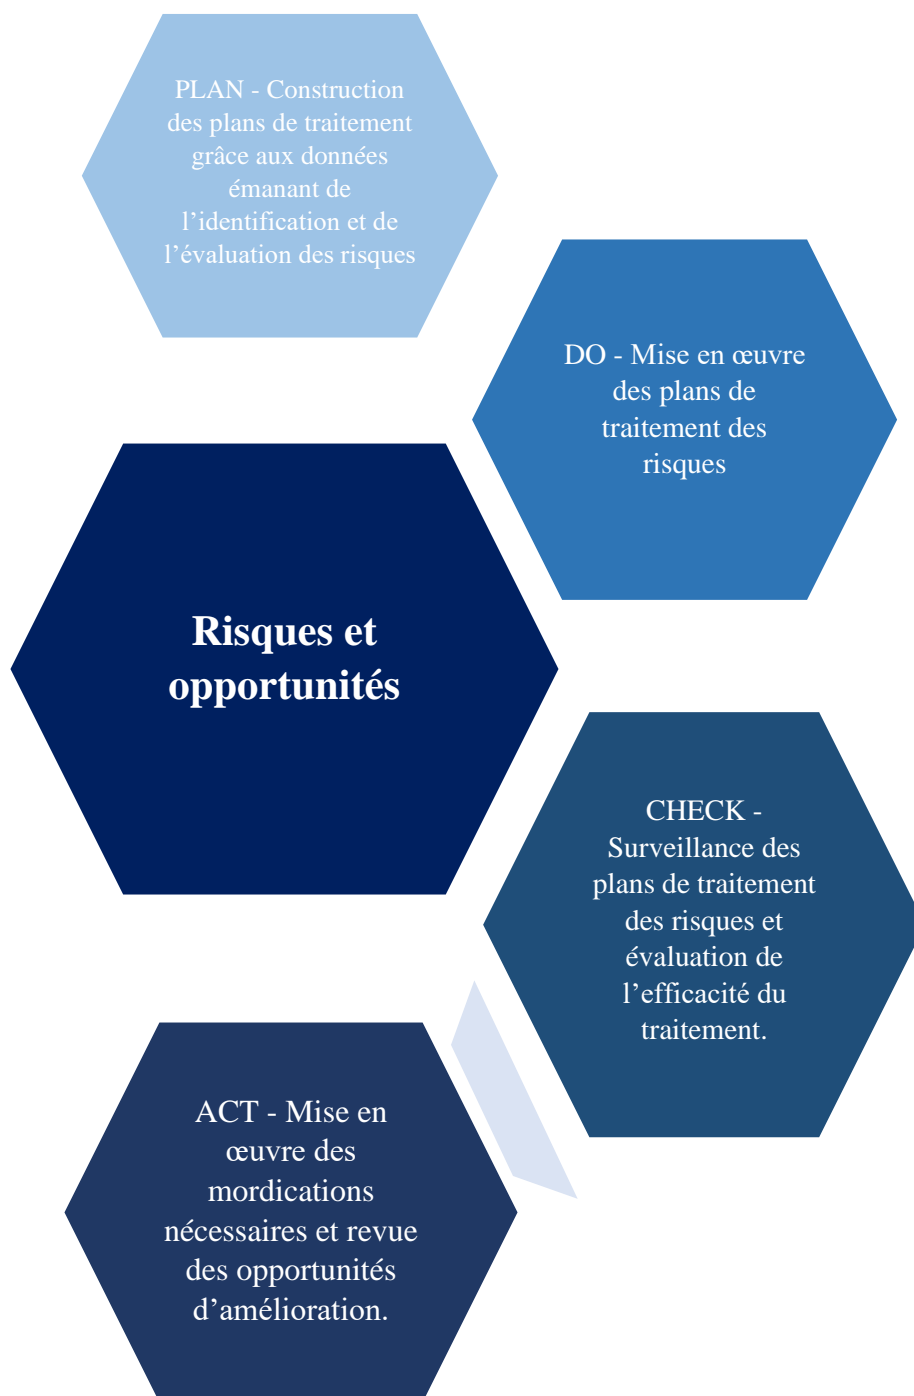 PLAN - Construction
des plans de traitement
grâce aux données
émanant de
l’identification et de
l’évaluation des risques
DO - Mise en œuvre
des plans de
traitement des
risques
Risques et
opportunités
CHECK -
Surveillance des
plans de traitement
des risques et
évaluation de
l’efficacité du
traitement.
ACT - Mise en
œuvre des
mordications
nécessaires et revue
des opportunités
d’amélioration.